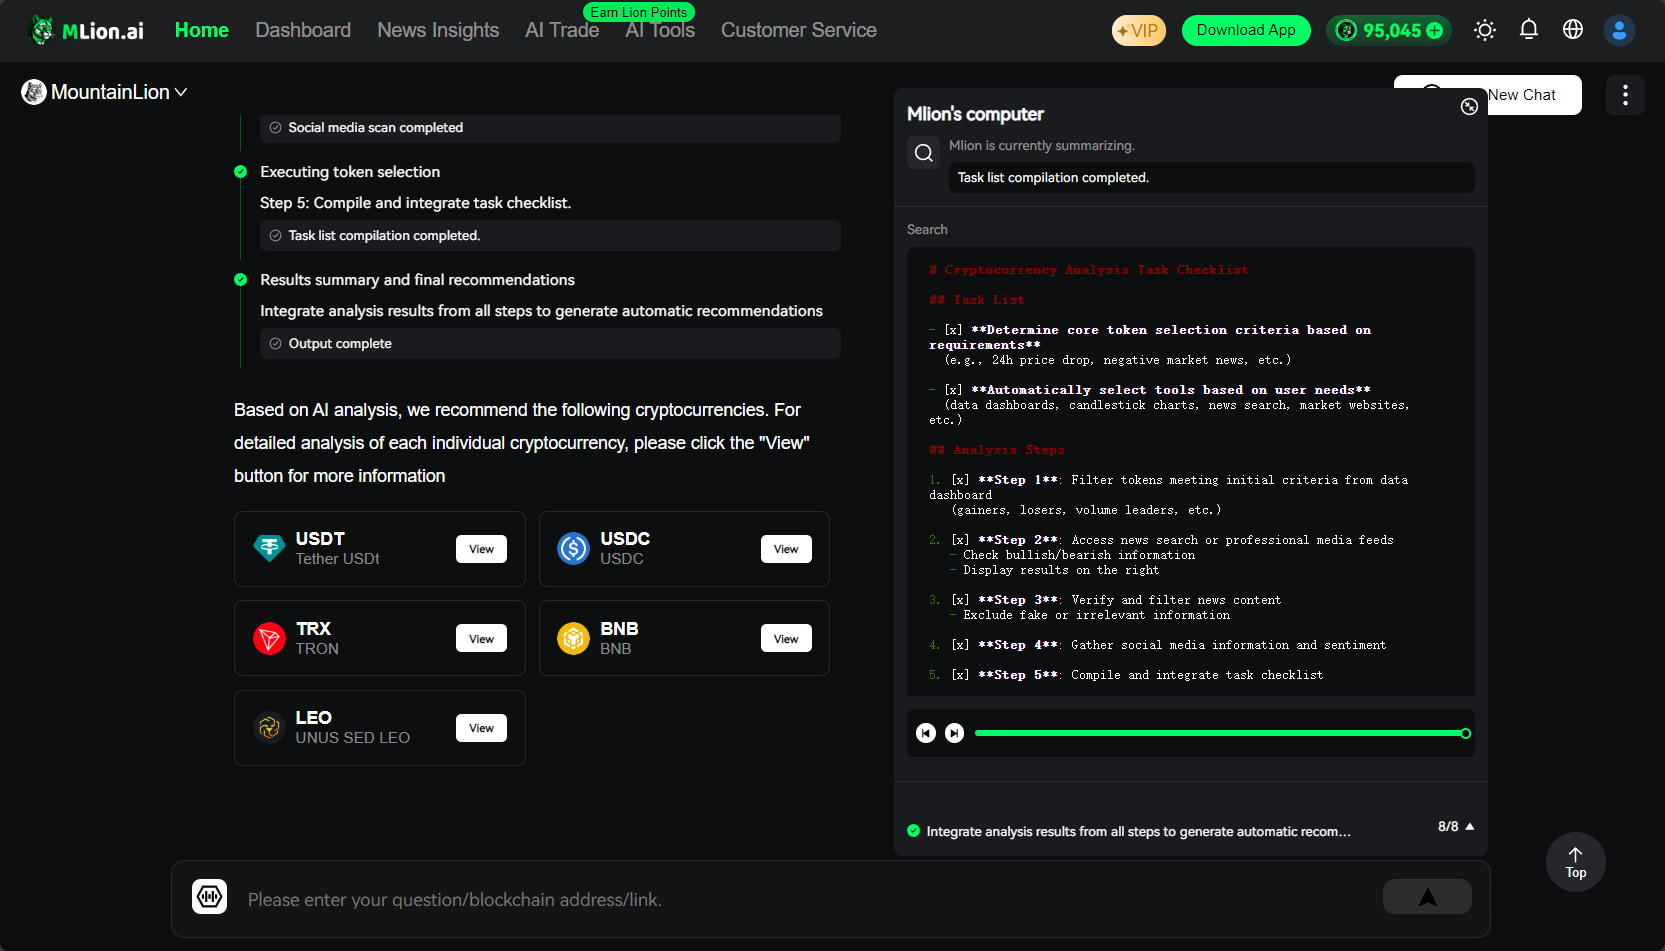 MLion.ai
Home
Dashboard
News Insights
AI Trade
Earn Lion Points
AI Tools
Customer Service
VIP
Download App
95,045
MountainLion
New Chat
Social media scan completed
Executing token selection
Step 5: Compile and integrate task checklist.
Task list compilation completed.
Results summary and final recommendations
Integrate analysis results from all steps to generate automatic recommendations
Output complete
Based on AI analysis, we recommend the following cryptocurrencies. For
detailed analysis of each individual cryptocurrency, please click the "View"
button for more information
USDT
Tether USDt
View
USDC
USDC
View
TRX
TRON
View
BNB
BNB
View
LEO
UNUS SED LEO
View
Mlion's computer
Mlion is currently summarizing.
Task list compilation completed.
Search
# Cryptocurrency Analysis Task Checklist
## Task List
- [x] **Determine core token selection criteria based on
requirements**
(e.g., 24h price drop, negative market news, etc.)
- [x] **Automatically select tools based on user needs**
(data dashboards, candlestick charts, news search, market websites,
etc.)
## Analysis Steps
1. [x] **Step 1**: Filter tokens meeting initial criteria from data
dashboard
(gainers, losers, volume leaders, etc.)
2. [x] **Step 2**: Access news search or professional media feeds
- Check bullish/bearish information
- Display results on the right
3. [x] **Step 3**: Verify and filter news content
- Exclude fake or irrelevant information
4. [x] **Step 4**: Gather social media information and sentiment
5. [x] **Step 5**: Compile and integrate task checklist
Integrate analysis results from all steps to generate automatic recom...
8/8
Top
Please enter your question/blockchain address/link.